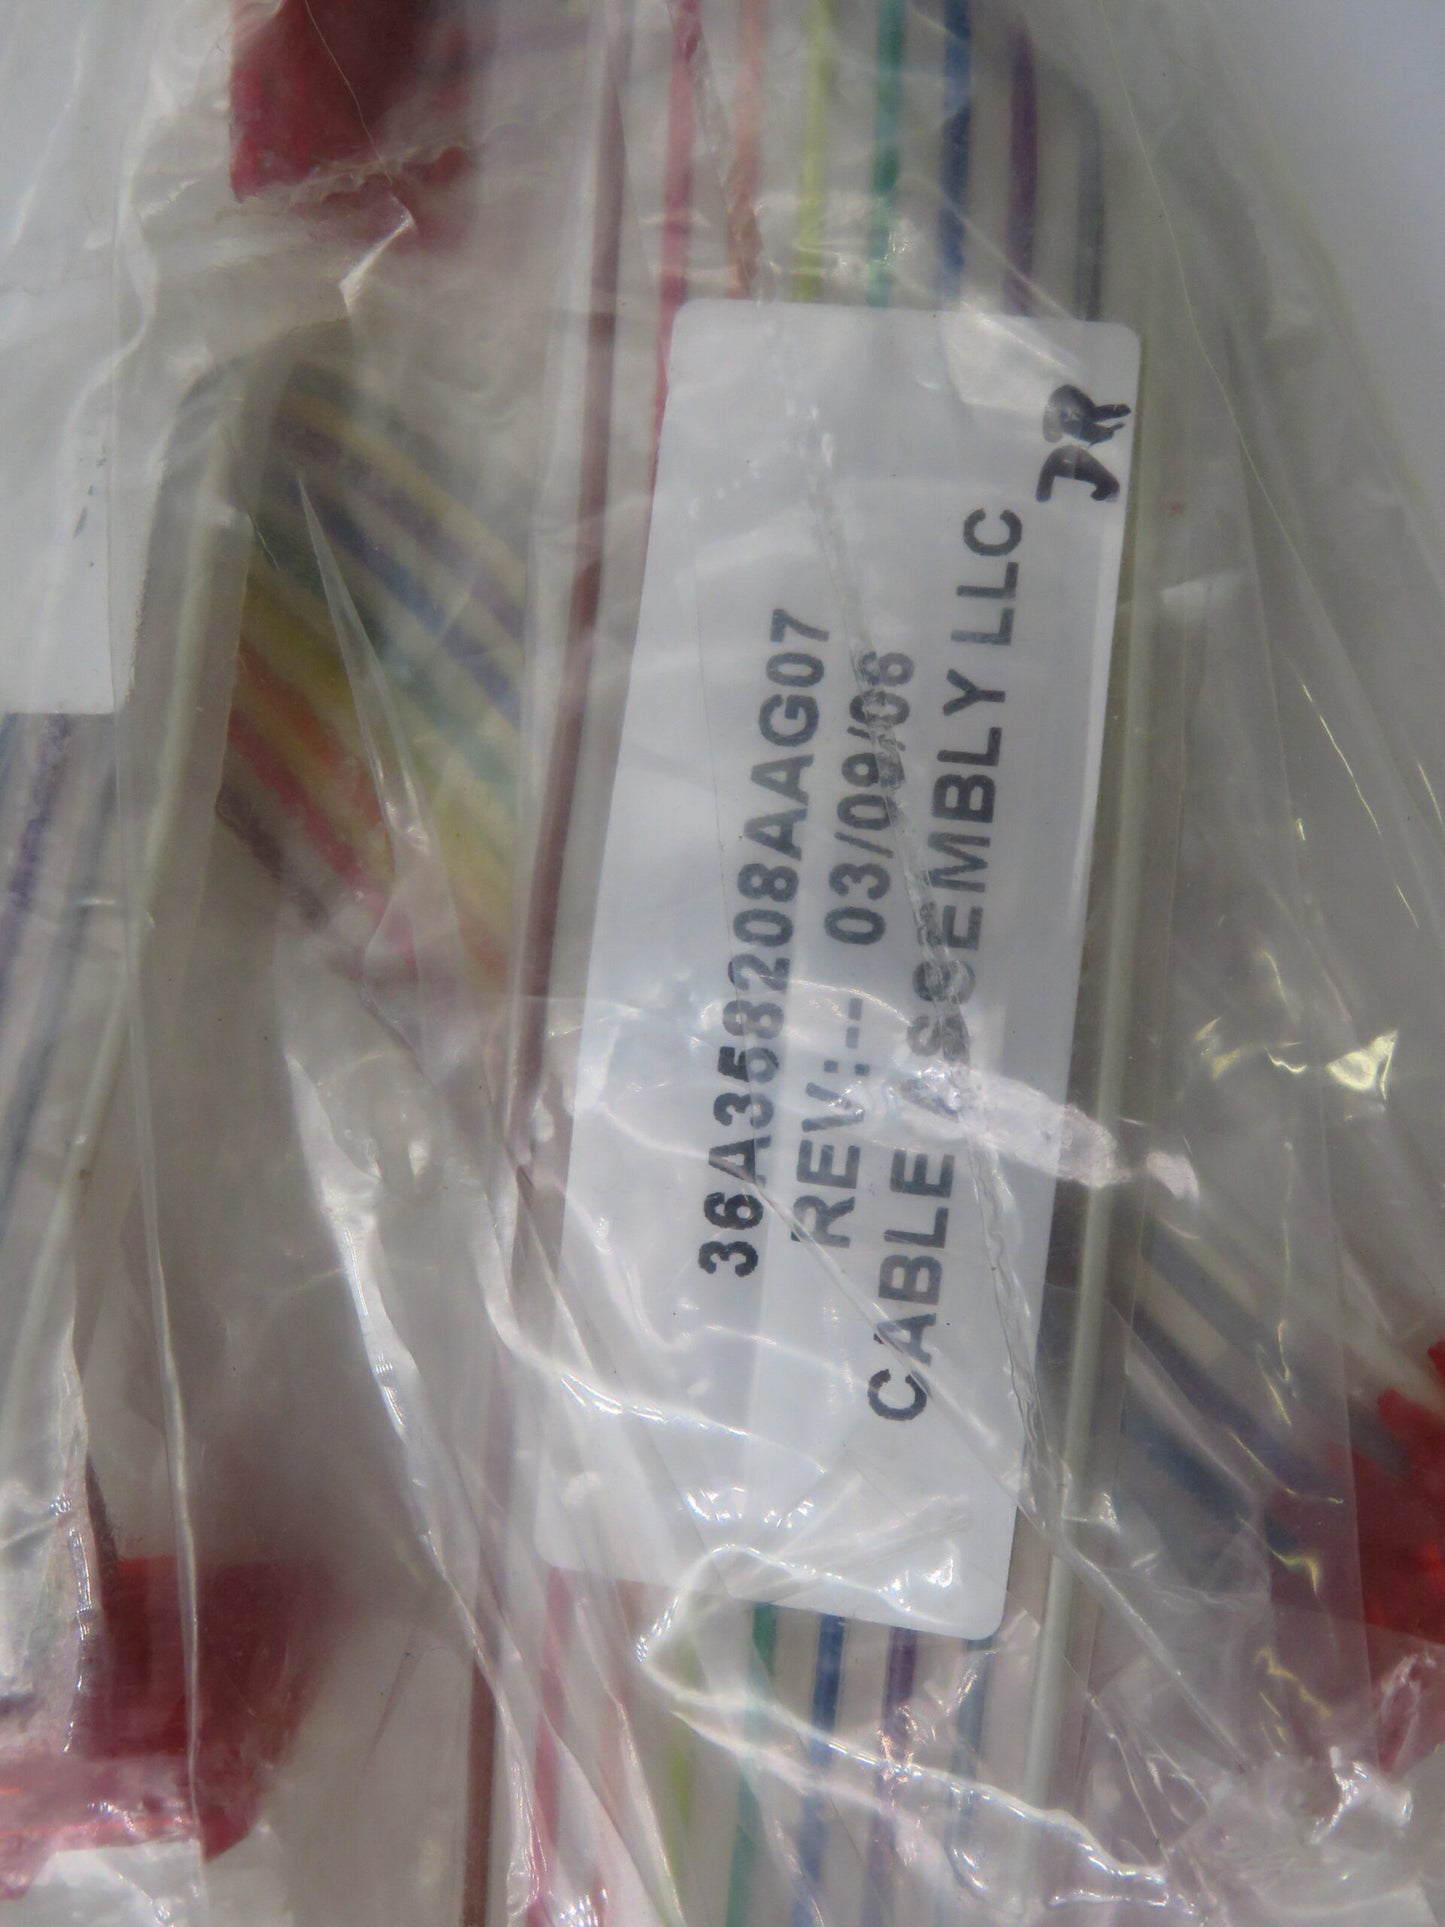 36A358208AAG07
REV:-- 03/09/06
CABLE ASSEMBLY LLC
JR